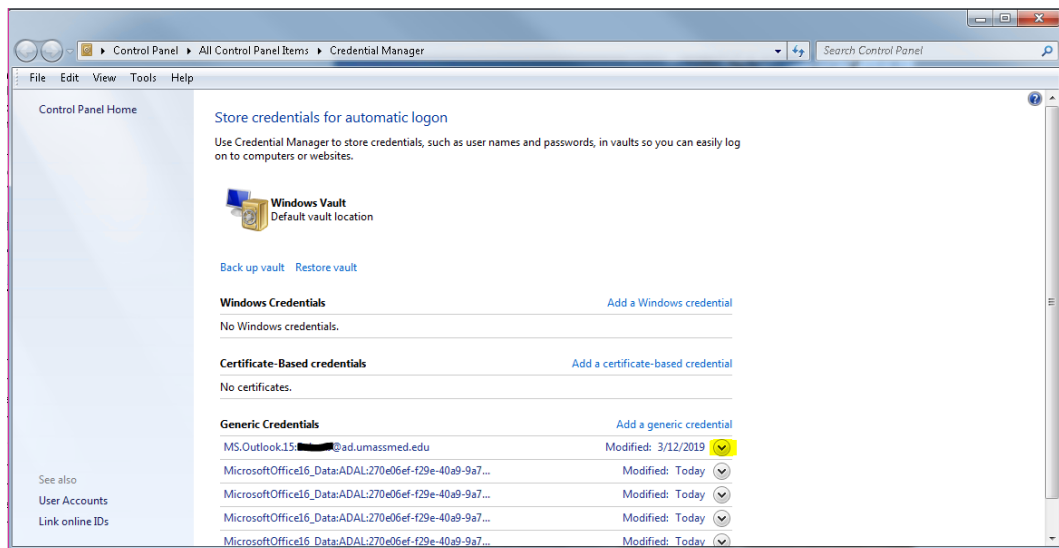 Control Panel ▸ All Control Panel Items ▸ Credential Manager
Search Control Panel
File Edit View Tools Help
Control Panel Home
Store credentials for automatic logon
Use Credential Manager to store credentials, such as user names and passwords, in vaults so you can easily log
on to computers or websites.
Windows Vault
Default vault location
Back up vault Restore vault
Windows Credentials Add a Windows credential
No Windows credentials.
Certificate-Based credentials Add a certificate-based credential
No certificates.
Generic Credentials Add a generic credential
MS.Outlook.15: @ad.umassmed.edu Modified: 3/12/2019
MicrosoftOffice16_Data:ADAL:270e06ef-f29e-40a9-9a7... Modified: Today
MicrosoftOffice16_Data:ADAL:270e06ef-f29e-40a9-9a7... Modified: Today
MicrosoftOffice16_Data:ADAL:270e06ef-f29e-40a9-9a7... Modified: Today
MicrosoftOffice16_Data:ADAL:270e06ef-f29e-40a9-9a7... Modified: Today
See also
User Accounts
Link online IDs